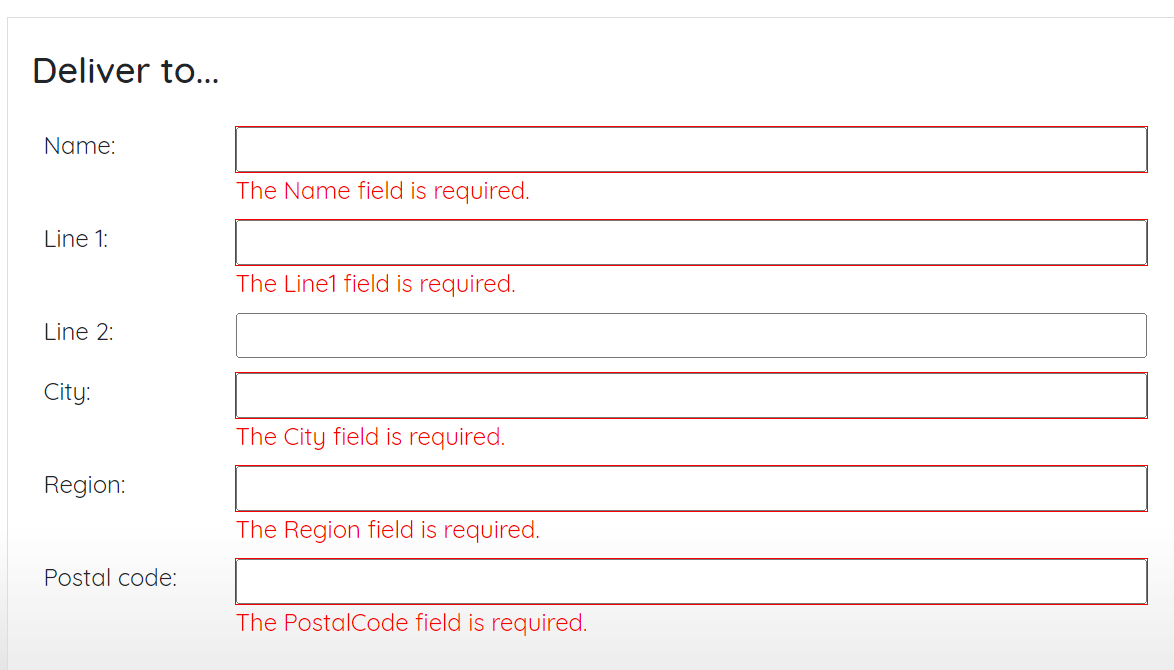 Deliver to...
Name:
The Name field is required.
Line 1:
The Line1 field is required.
Line 2:
City:
The City field is required.
Region:
The Region field is required.
Postal code:
The PostalCode field is required.